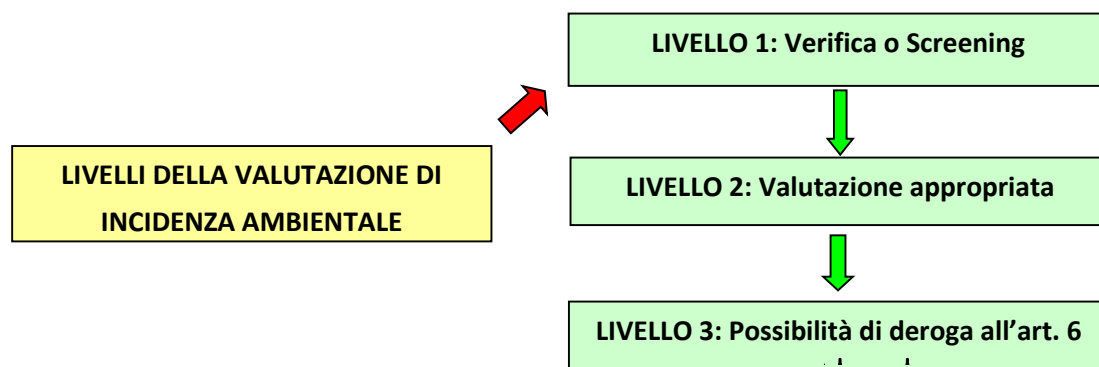 LIVELLO 1: Verifica o Screening
LIVELLI DELLA VALUTAZIONE DI
INCIDENZA AMBIENTALE
LIVELLO 2: Valutazione appropriata
LIVELLO 3: Possibilità di deroga all’art. 6